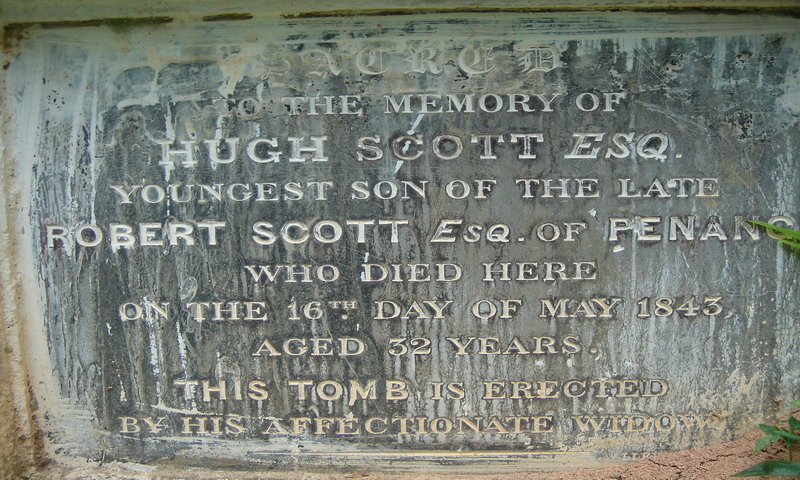 SACRED
TO THE MEMORY OF
HUGH SCOTT ESQ.
YOUNGEST SON OF THE LATE
ROBERT SCOTT ESQ. OF PENANG
WHO DIED HERE
ON THE 16TH DAY OF MAY 1843,
AGED 32 YEARS.
THIS TOMB IS ERECTED
BY HIS AFFECTIONATE WIDOW